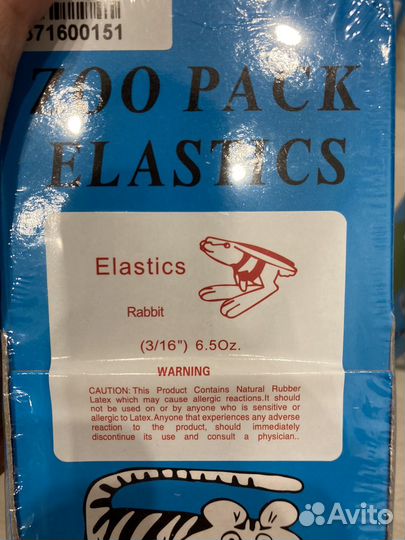 371600151
ZOO PACK
ELASTICS
Elastics
Rabbit
(3/16") 6.5Oz.
WARNING
CAUTION: This Product Contains Natural Rubber
Latex which may cause allergic reactions.It should
not be used on or by anyone who is sensitive or
allergic to Latex.Anyone that experiences any adverse
reaction to the product, should immediately
discontinue its use and consult a physician..
Avito